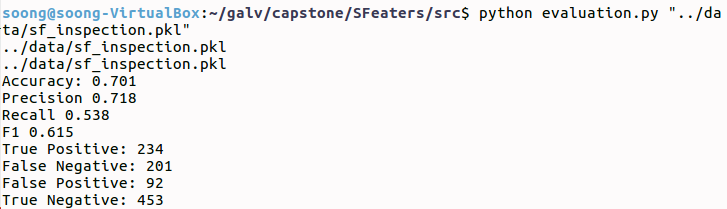 soong@soong-VirtualBox:~/galv/capstone/SFeaters/src$ python evaluation.py "../da
ta/sf_inspection.pkl"
../data/sf_inspection.pkl
../data/sf_inspection.pkl
Accuracy: 0.701
Precision 0.718
Recall 0.538
F1 0.615
True Positive: 234
False Negative: 201
False Positive: 92
True Negative: 453